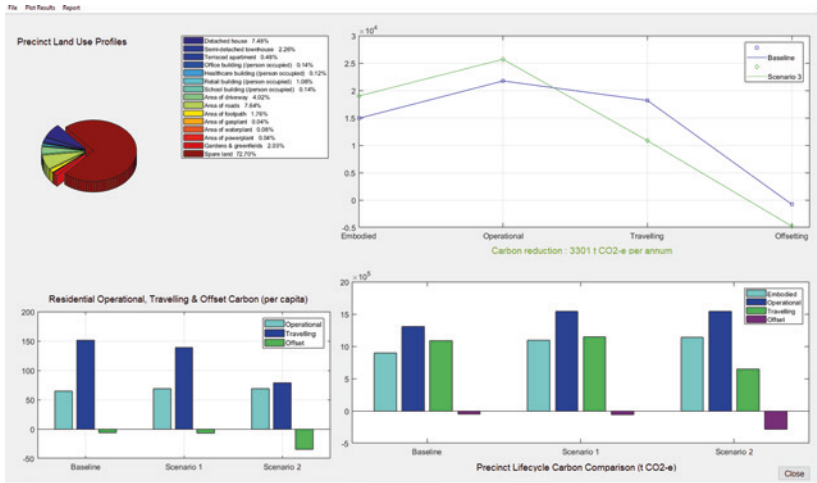 File Plot Results Report
Precinct Land Use Profiles
Detached house 7.48%
Semi-detached townhouse 2.26%
Terraced apartment 0.48%
Office building (/person occupied) 0.14%
Healthcare building (/person occupied) 0.12%
Retail building (/person occupied) 1.08%
School building (/person occupied) 0.14%
Area of driveway 4.02%
Area of roads 7.64%
Area of footpath 1.76%
Area of gasplant 0.04%
Area of waterplant 0.08%
Area of powerplant 0.04%
Gardens & greenfields 2.03%
Spare land 72.70%
× 10^4
3
2.5
2
1.5
1
0.5
0
-0.5
Baseline
Scenario 3
Embodied Operational Travelling Offsetting
Carbon reduction : 3301 t CO2-e per annum
Residential Operational, Travelling & Offset Carbon (per capita)
200
150
100
50
0
-50
Operational
Travelling
Offset
Baseline Scenario 1 Scenario 2
× 10^5
20
15
10
5
0
-5
Embodied
Operational
Travelling
Offset
Baseline Scenario 1 Scenario 2
Precinct Lifecycle Carbon Comparison (t CO2-e)
Close